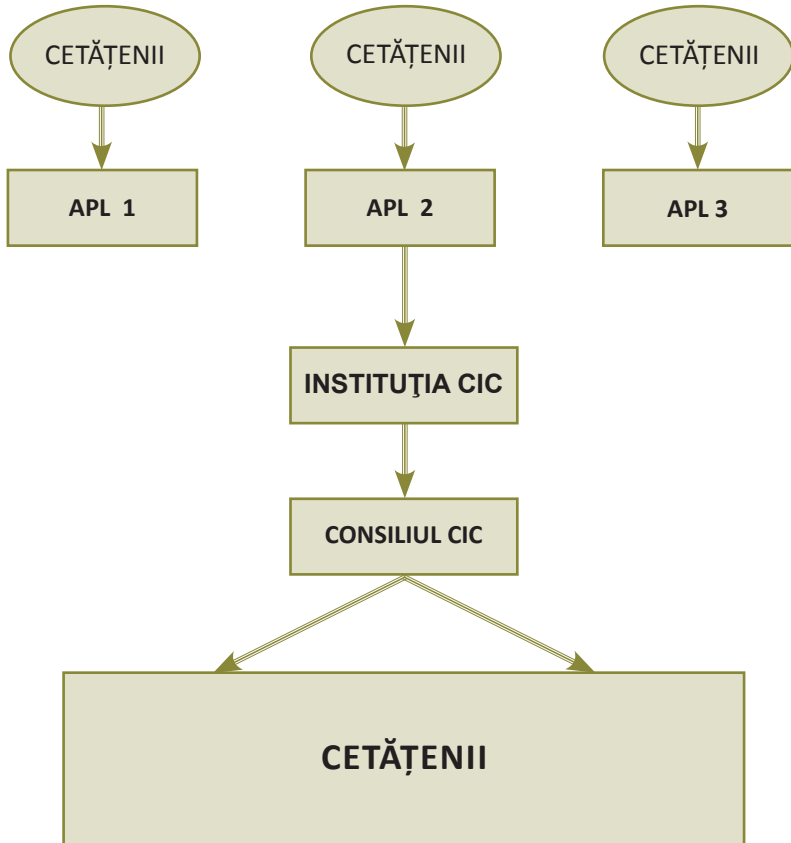 CETĂȚENII
CETĂȚENII
CETĂȚENII
APL 1
APL 2
APL 3
INSTITUŢIA CIC
CONSILIUL CIC
CETĂȚENII